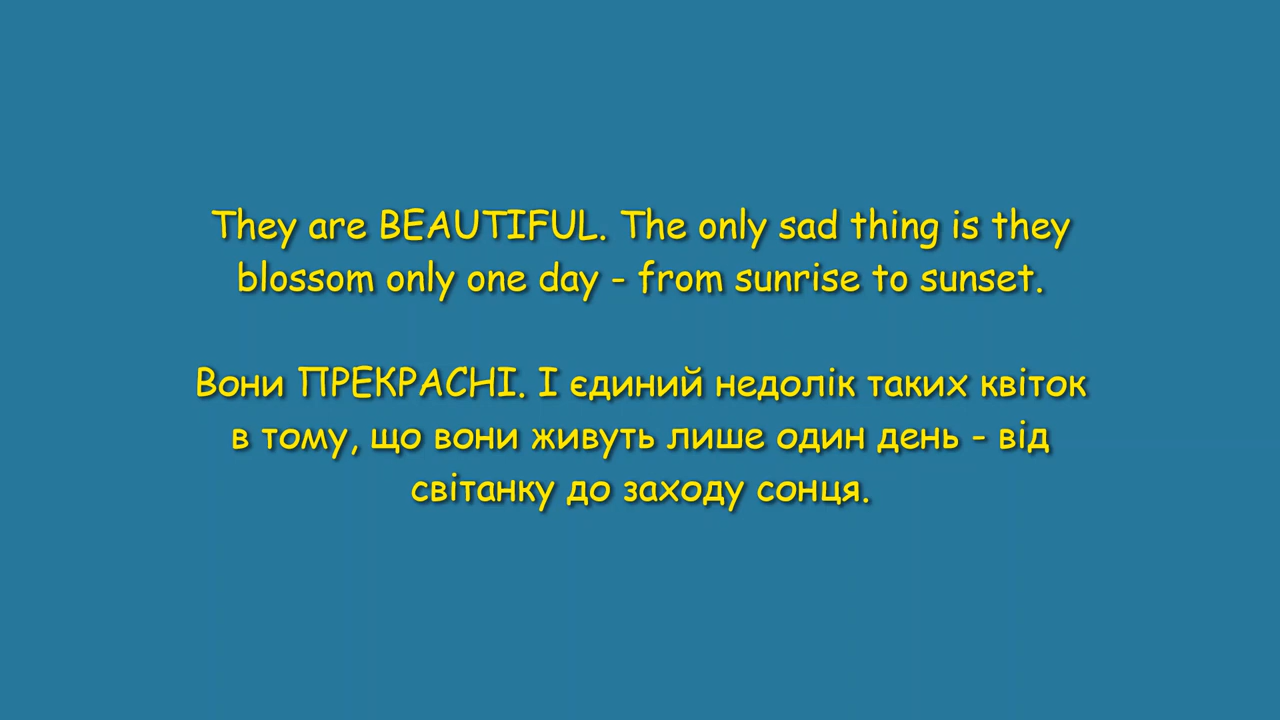 They are BEAUTIFUL. The only sad thing is they
blossom only one day - from sunrise to sunset.
Вони ПРЕКРАСНІ. І єдиний недолік таких квіток
в тому, що вони живуть лише один день - від
світанку до заходу сонця.